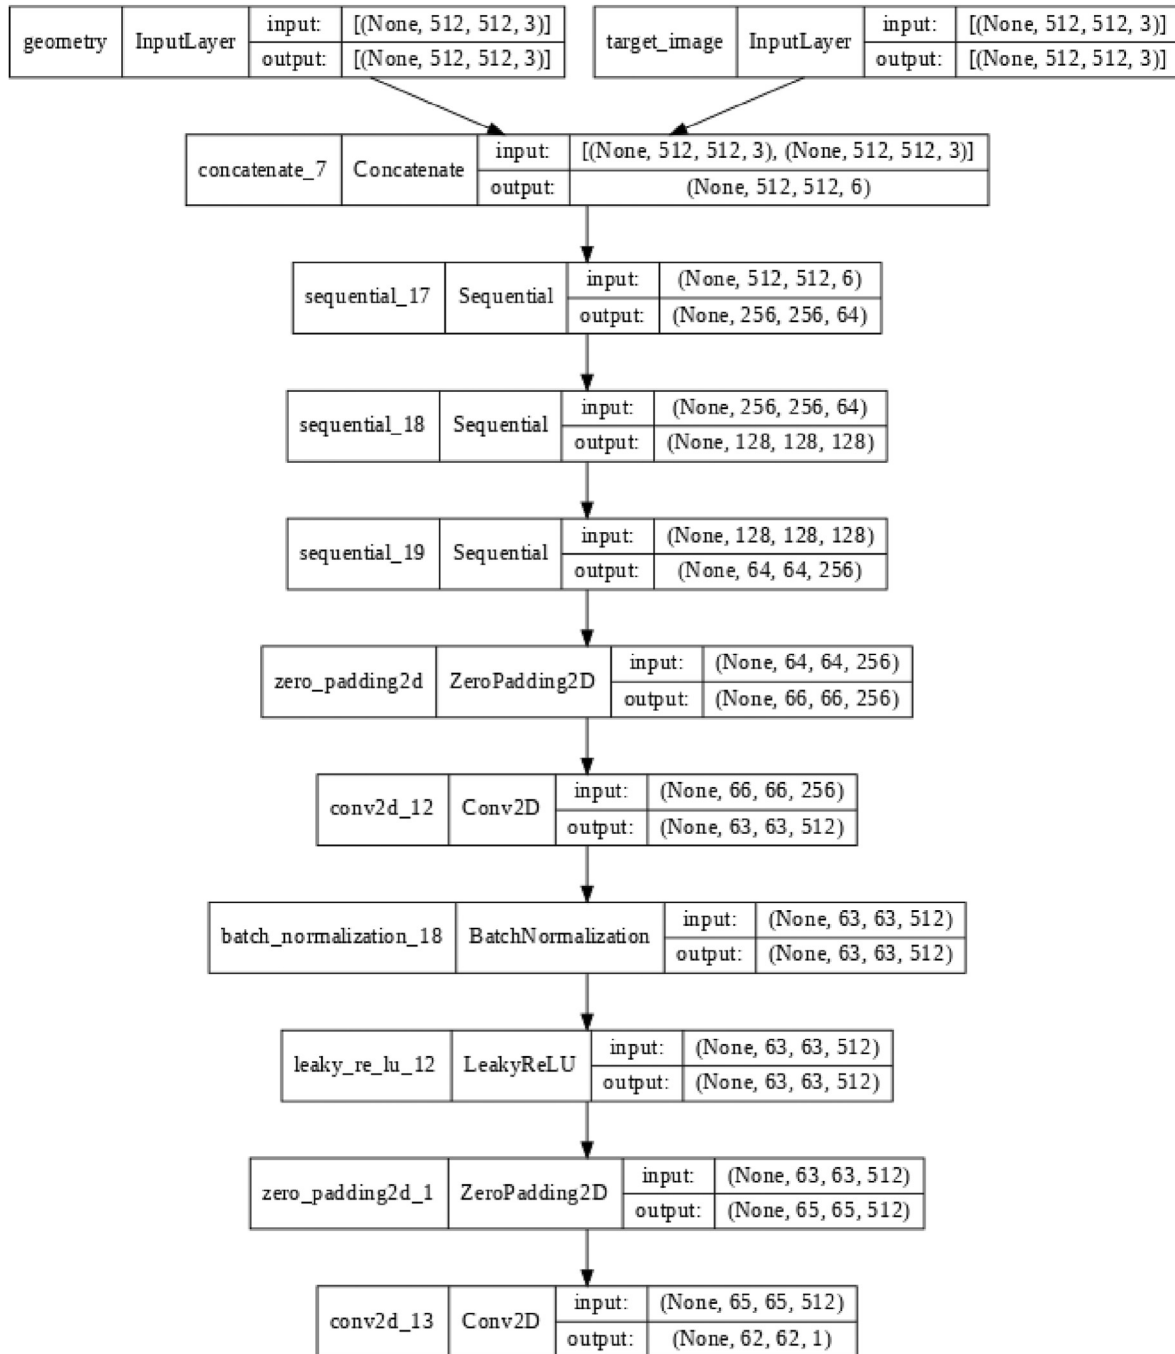 geometry InputLayer input: [(None, 512, 512, 3)] output: [(None, 512, 512, 3)]
target_image InputLayer input: [(None, 512, 512, 3)] output: [(None, 512, 512, 3)]
concatenate_7 Concatenate input: [(None, 512, 512, 3), (None, 512, 512, 3)]
output: (None, 512, 512, 6)
sequential_17 Sequential input: (None, 512, 512, 6)
output: (None, 256, 256, 64)
sequential_18 Sequential input: (None, 256, 256, 64)
output: (None, 128, 128, 128)
sequential_19 Sequential input: (None, 128, 128, 128)
output: (None, 64, 64, 256)
zero_padding2d ZeroPadding2D input: (None, 64, 64, 256)
output: (None, 66, 66, 256)
conv2d_12 Conv2D input: (None, 66, 66, 256)
output: (None, 63, 63, 512)
batch_normalization_18 BatchNormalization input: (None, 63, 63, 512)
output: (None, 63, 63, 512)
leaky_re_lu_12 LeakyReLU input: (None, 63, 63, 512)
output: (None, 63, 63, 512)
zero_padding2d_1 ZeroPadding2D input: (None, 63, 63, 512)
output: (None, 65, 65, 512)
conv2d_13 Conv2D input: (None, 65, 65, 512)
output: (None, 62, 62, 1)